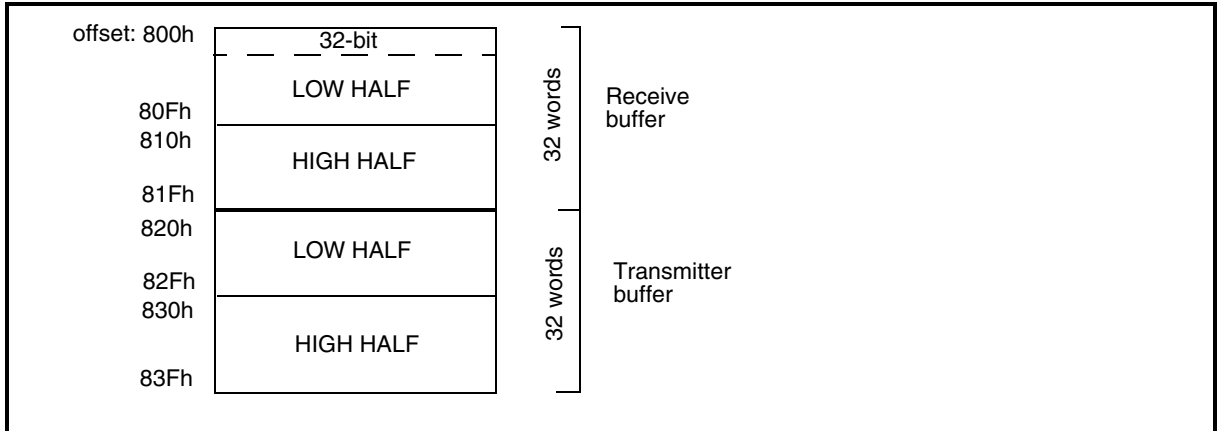 offset: 800h
32-bit
LOW HALF
80Fh
810h
HIGH HALF
81Fh
32 words
Receive
buffer
820h
LOW HALF
82Fh
830h
HIGH HALF
83Fh
32 words
Transmitter
buffer